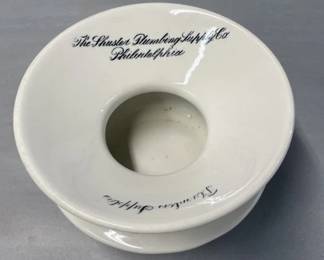 The Shuster Plumbing Supply Co
Philadelphia
Plumbers Supplies